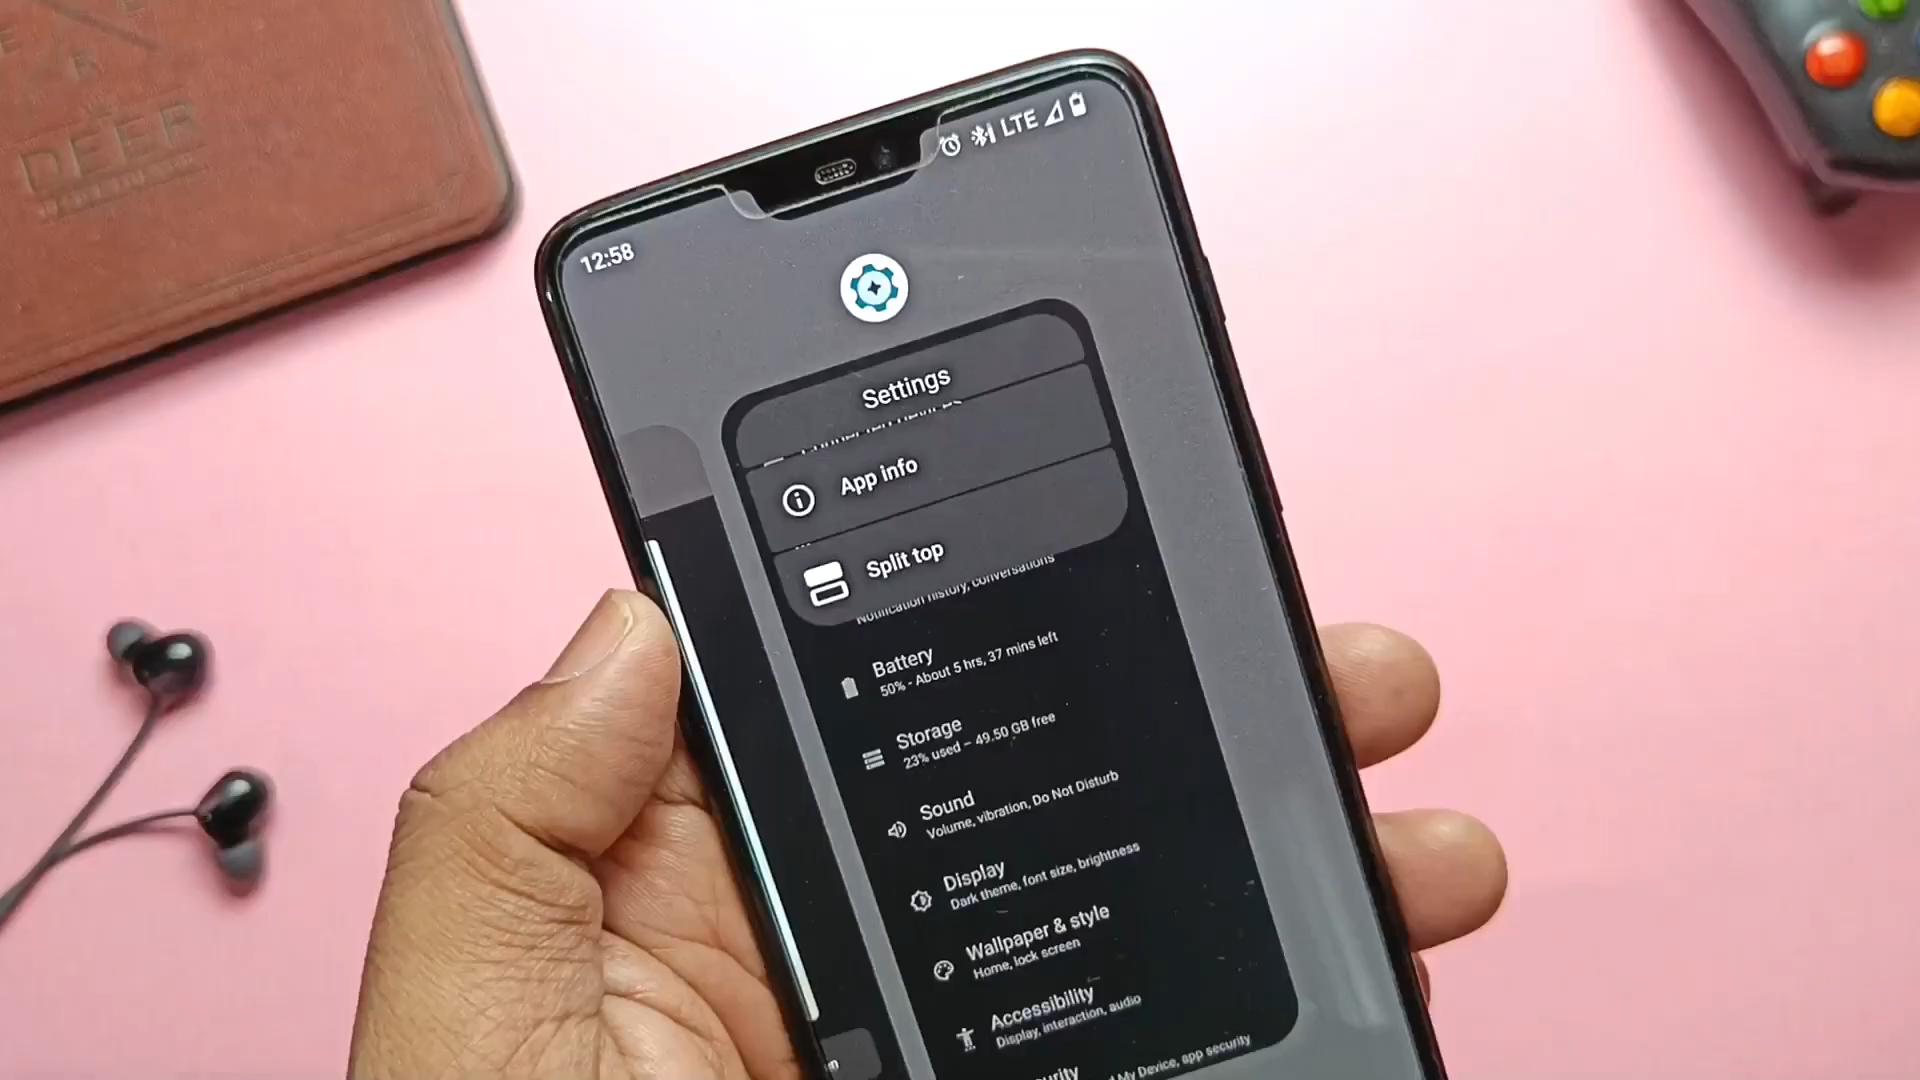 DEER
12:58
LTE
Settings
App info
Split top
Notification history, conversations
Battery
50% - About 5 hrs, 37 mins left
Storage
23% used – 49.50 GB free
Sound
Volume, vibration, Do Not Disturb
Display
Dark theme, font size, brightness
Wallpaper & style
Home, lock screen
Accessibility
Display, interaction, audio
My Device, app security